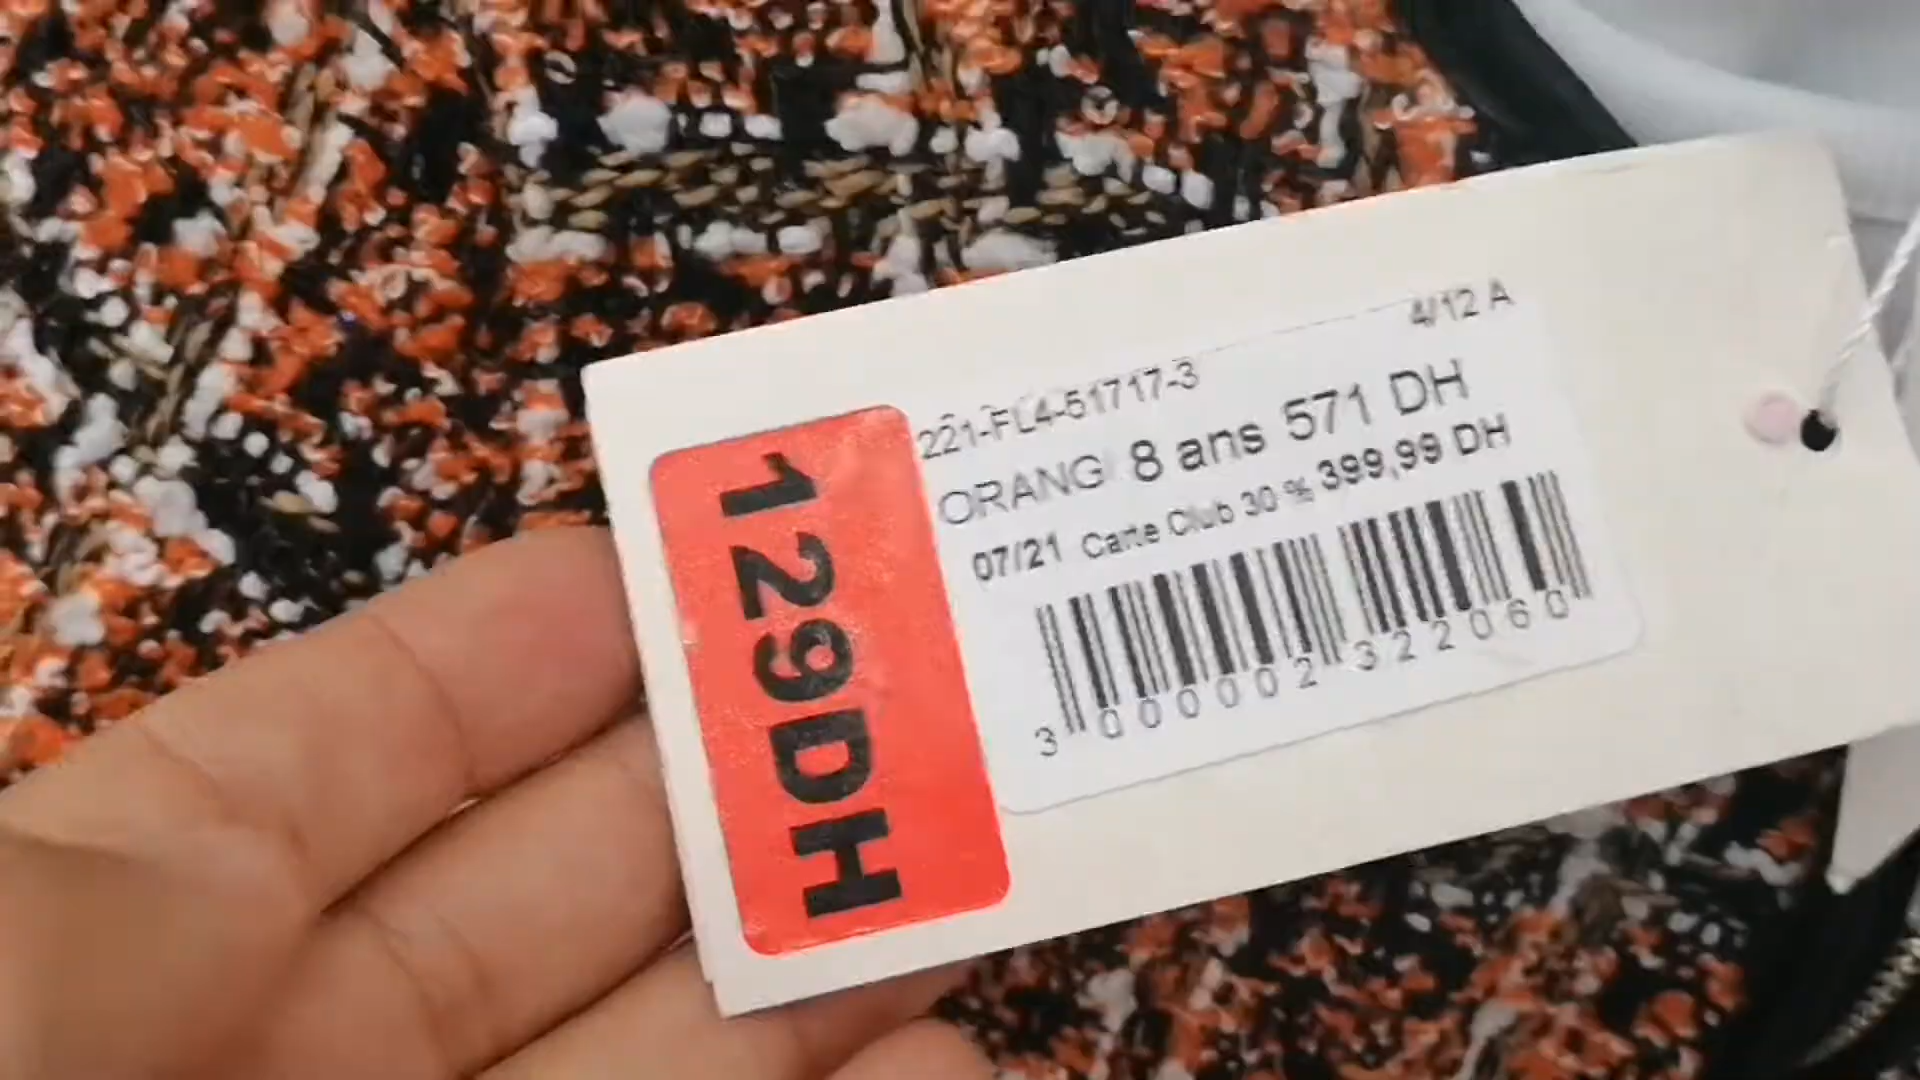 4/12 A
221-FL4-51717-3
ORANG 8 ans 571 DH
07/21 Carte Club 30 % 399,99 DH
3 000002 322060
129DH